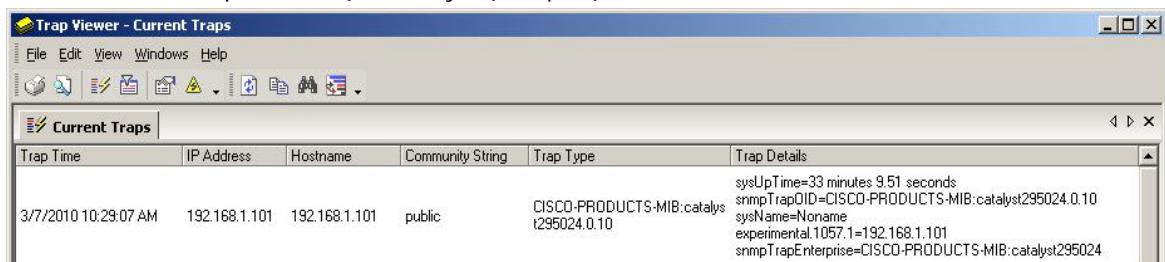 Trap Viewer - Current Traps
File Edit View Windows Help
Current Traps
Trap Time IP Address Hostname Community String Trap Type Trap Details
3/7/2010 10:29:07 AM 192.168.1.101 192.168.1.101 public CISCO-PRODUCTS-MIB:catalys
t295024.0.10
sysUpTime=33 minutes 9.51 seconds
snmpTrapOID=CISCO-PRODUCTS-MIB:catalyst295024.0.10
sysName=Noname
experimental.1057.1=192.168.1.101
snmpTrapEnterprise=CISCO-PRODUCTS-MIB:catalyst295024